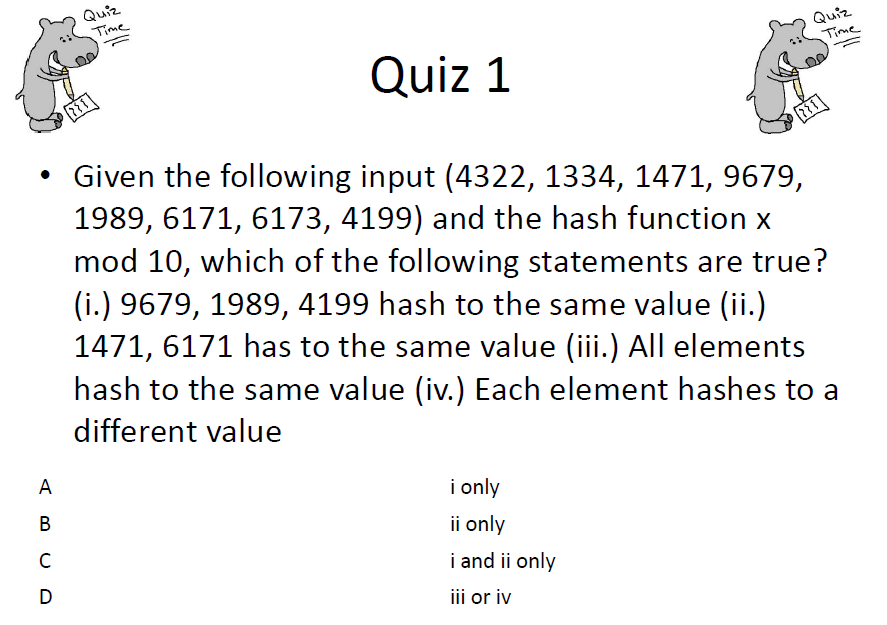 Quiz
Time
Quiz
Time
Quiz 1
• Given the following input (4322, 1334, 1471, 9679,
1989, 6171, 6173, 4199) and the hash function x
mod 10, which of the following statements are true?
(i.) 9679, 1989, 4199 hash to the same value (ii.)
1471, 6171 has to the same value (iii.) All elements
hash to the same value (iv.) Each element hashes to a
different value
A i only
B ii only
C i and ii only
D iii or iv